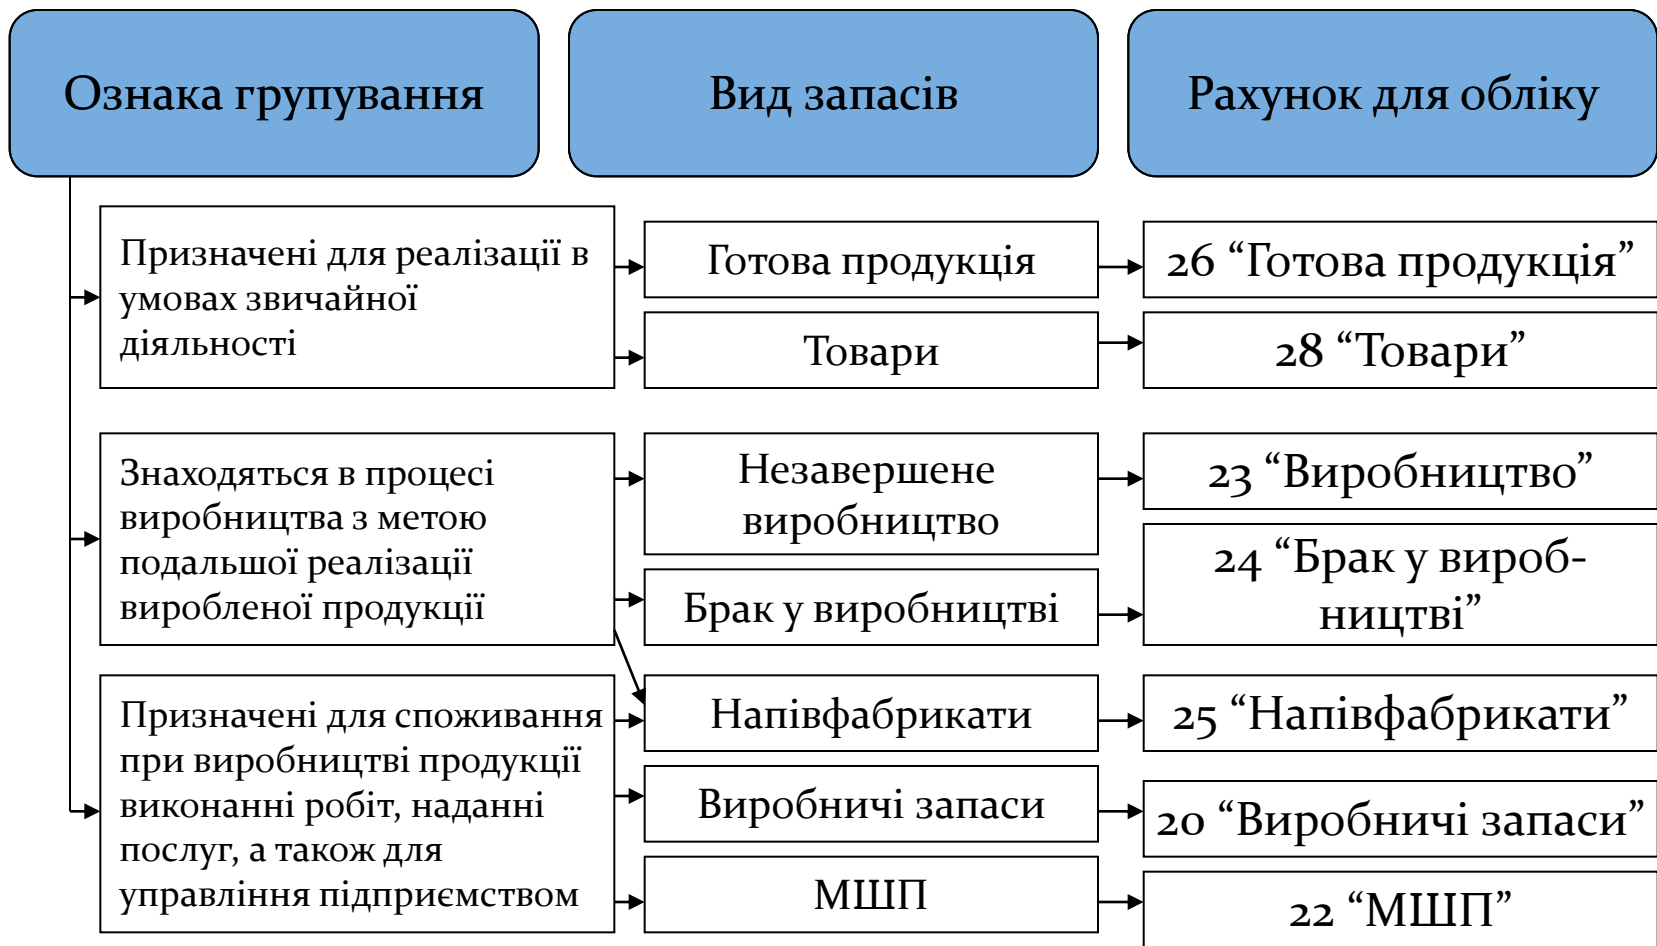 Ознака групування
Вид запасів
Рахунок для обліку
Призначені для реалізації в
умовах звичайної
діяльності
Готова продукція
26 “Готова продукція”
Товари
28 “Товари”
Знаходяться в процесі
виробництва з метою
подальшої реалізації
виробленої продукції
Незавершене
виробництво
23 “Виробництво”
Брак у виробництві
24 “Брак у вироб-
ництві”
Призначені для споживання
при виробництві продукції
виконанні робіт, наданні
послуг, а також для
управління підприємством
Напівфабрикати
25 “Напівфабрикати”
Виробничі запаси
20 “Виробничі запаси”
МШП
22 “МШП”